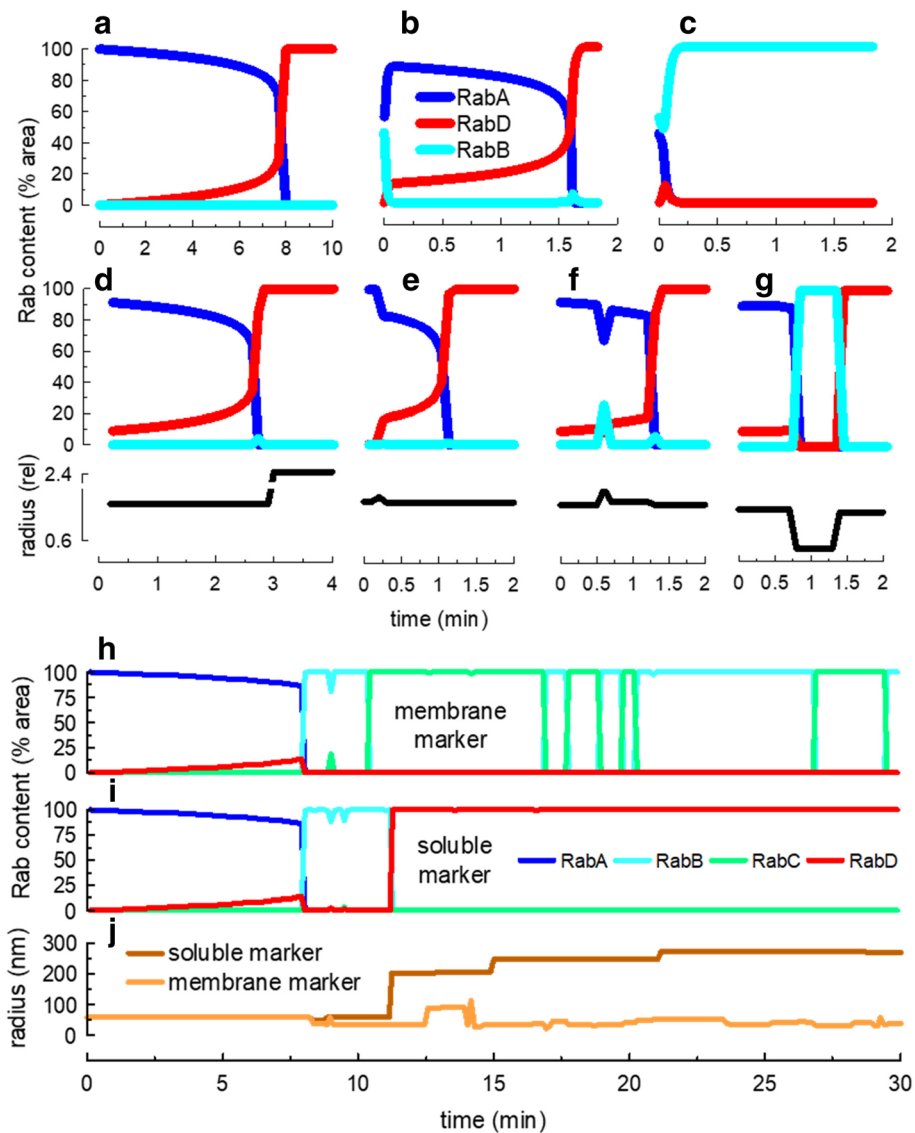 a b c
Rab content (% area)
100
80
60
40
20
0
RabA
RabD
RabB
0 2 4 6 8 10
0 0.5 1 1.5 2
0 0.5 1 1.5 2
d e f g
100
80
60
40
20
0
radius (rel)
2.4
0.6
0 1 2 3 4
0 0.5 1 1.5 2
0 0.5 1 1.5 2
0 0.5 1 1.5 2
time (min)
h
Rab content (% area)
100
75
50
25
0
membrane
marker
i
100
75
50
25
0
soluble
marker
RabA RabB RabC RabD
j
radius (nm)
300
200
100
0
soluble marker
membrane marker
0 5 10 15 20 25 30
time (min)